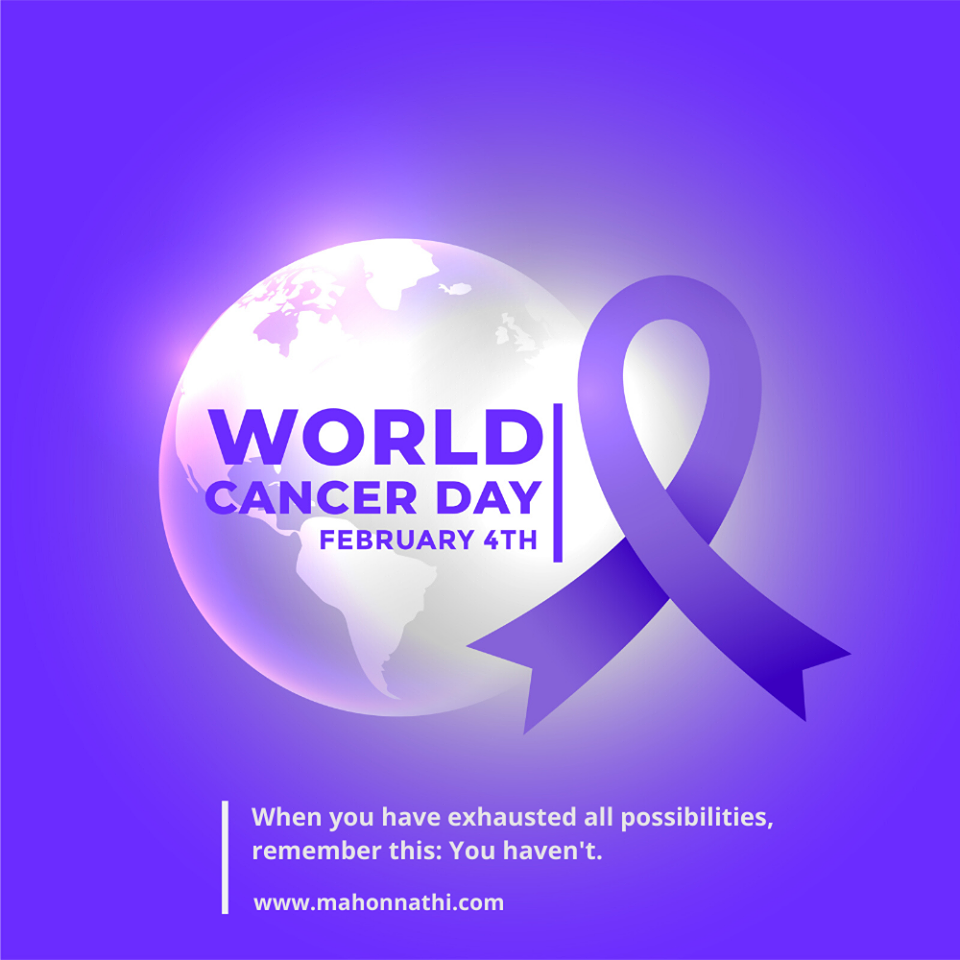 WORLD
CANCER DAY
FEBRUARY 4TH
When you have exhausted all possibilities,
remember this: You haven't.
www.mahonnathi.com